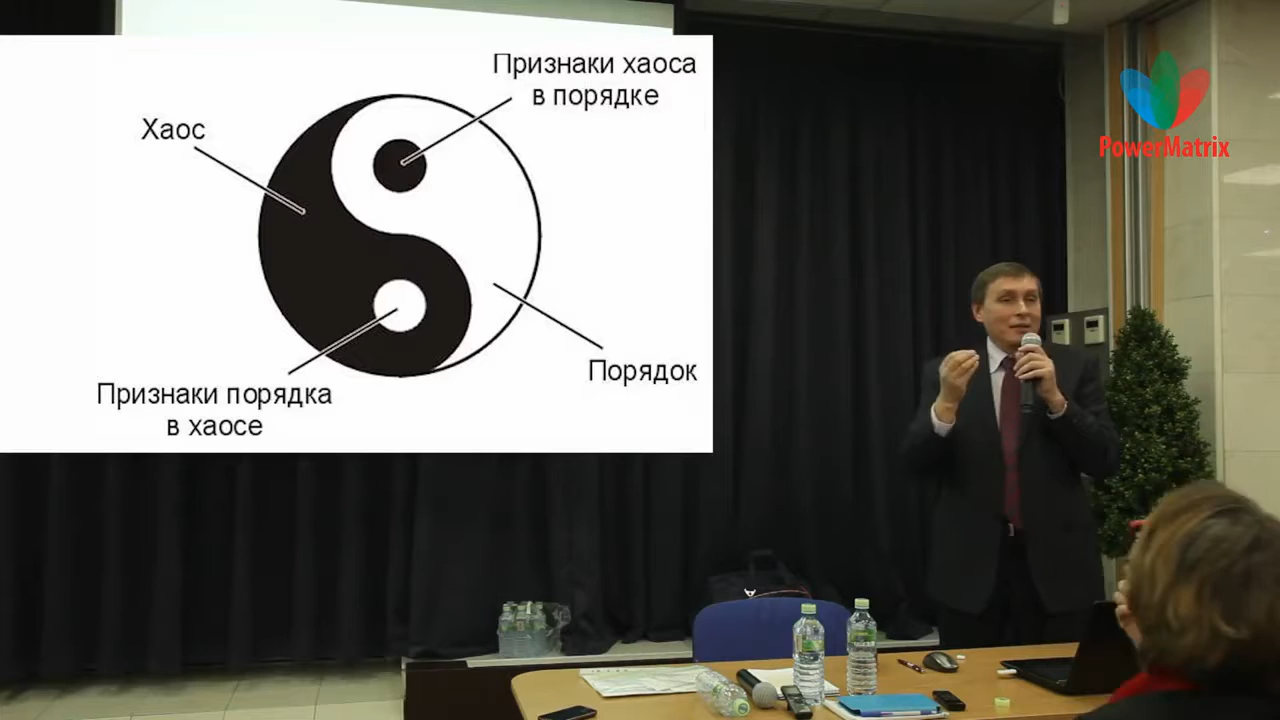 Признаки хаоса
в порядке
Хаос
Порядок
Признаки порядка
в хаосе
PowerMatrix